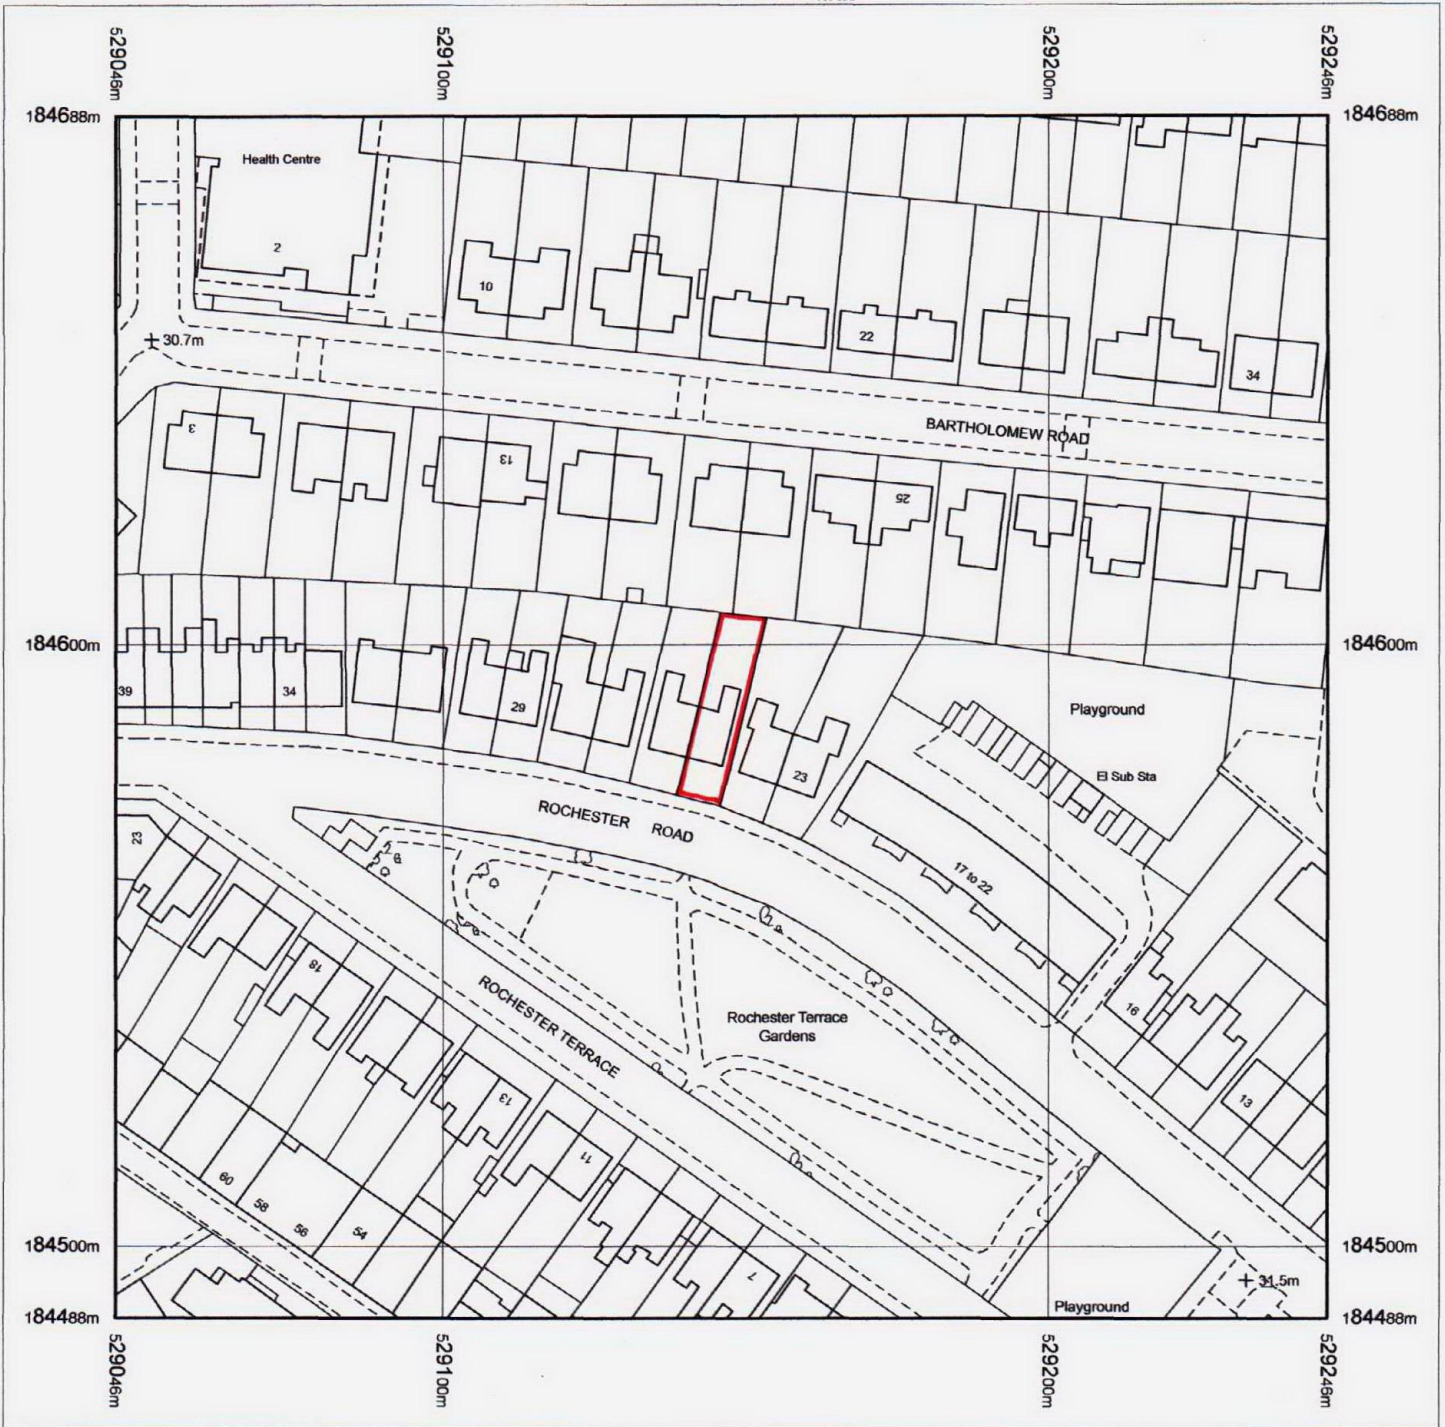 529046m
529100m
529200m
529246m
184688m
184688m
Health Centre
2
10
22
34
30.7m
BARTHOLOMEW ROAD
3
13
25
184600m
184600m
39
34
29
23
Playground
El Sub Sta
ROCHESTER ROAD
23
17 to 22
18
ROCHESTER TERRACE
Rochester Terrace
Gardens
16
13
13
11
60
58
56
54
7
184500m
184500m
31.5m
Playground
184488m
184488m
529046m
529100m
529200m
529246m